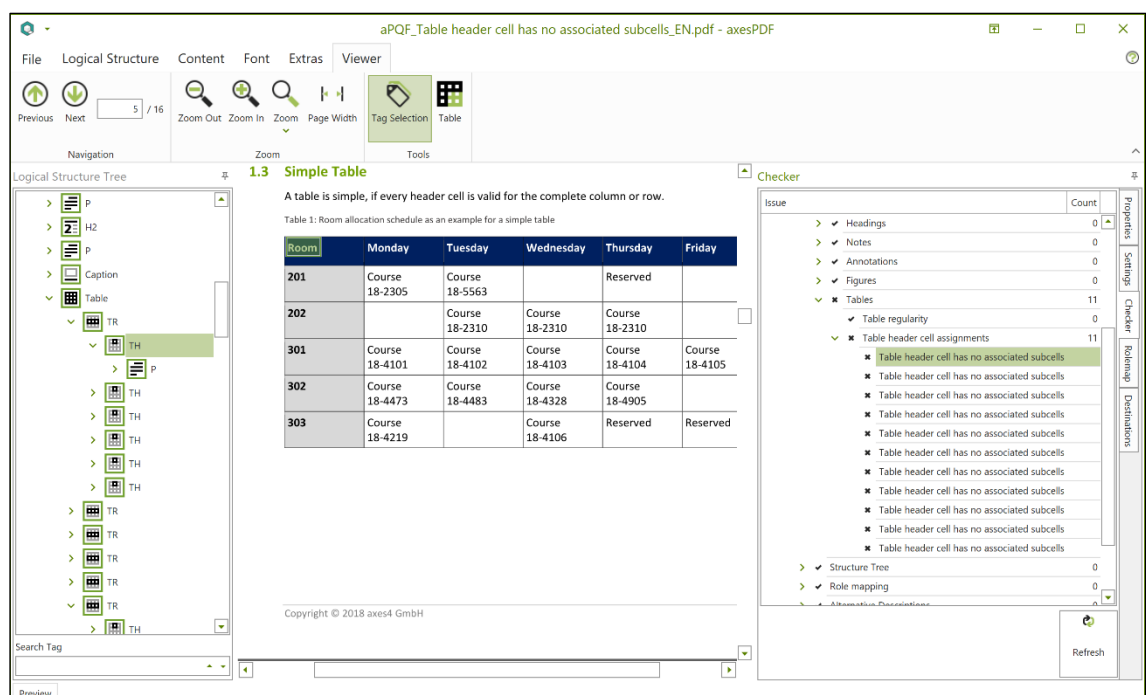 aPQF_Table header cell has no associated subcells_EN.pdf - axesPDF
File Logical Structure Content Font Extras Viewer
5 / 16
Previous Next Zoom Out Zoom In Zoom Page Width Tag Selection Table
Navigation Zoom Tools
Logical Structure Tree
P
H2
P
Caption
Table
TR
TH
P
TH
TH
TH
TH
TH
TR
TR
TR
TR
TR
TH
Search Tag
Preview
1.3 Simple Table
A table is simple, if every header cell is valid for the complete column or row.
Table 1: Room allocation schedule as an example for a simple table
Room Monday Tuesday Wednesday Thursday Friday
201 Course Course Reserved
18-2305 18-5563
202 Course Course Course
18-2310 18-2310 18-2310
301 Course Course Course Course Course
18-4101 18-4102 18-4103 18-4104 18-4105
302 Course Course Course Course
18-4473 18-4483 18-4328 18-4905
303 Course Course Reserved Reserved
18-4219 18-4106
Copyright © 2018 axes4 GmbH
Checker
Issue Count
Headings 0
Notes 0
Annotations 0
Figures 0
Tables 11
Table regularity 0
Table header cell assignments 11
Table header cell has no associated subcells
Table header cell has no associated subcells
Table header cell has no associated subcells
Table header cell has no associated subcells
Table header cell has no associated subcells
Table header cell has no associated subcells
Table header cell has no associated subcells
Table header cell has no associated subcells
Table header cell has no associated subcells
Table header cell has no associated subcells
Table header cell has no associated subcells
Structure Tree 0
Role mapping 0
Alternative Descriptions 0
Refresh
Properties
Settings
Checker
Rolemap
Destinations